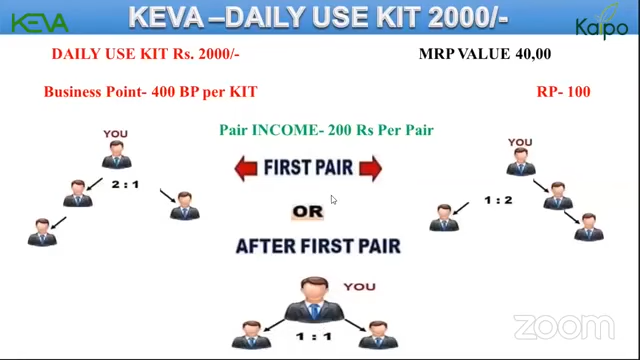 KEVA
KEVA –DAILY USE KIT 2000/-
Kaipo
DAILY USE KIT Rs. 2000/-
MRP VALUE 40,00
Business Point- 400 BP per KIT
RP- 100
Pair INCOME- 200 Rs Per Pair
YOU
2 : 1
FIRST PAIR
YOU
1 : 2
OR
AFTER FIRST PAIR
YOU
1 : 1
zoom